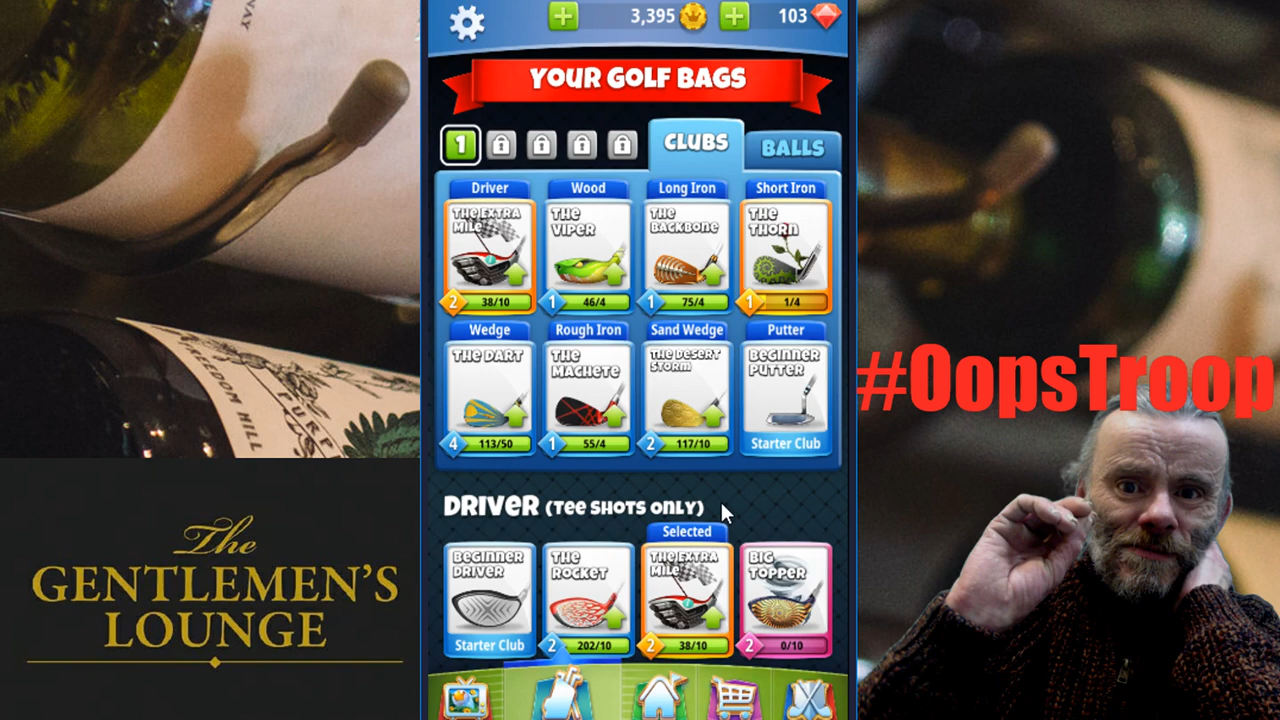 WAY
FREEDOM HILL
PURP
The
GENTLEMEN'S
LOUNGE
3,395
103
YOUR GOLF BAGS
1
CLUBS
BALLS
Driver
Wood
Long Iron
Short Iron
THE EXTRA MILE
THE VIPER
THE BACKBONE
THE THORN
2 38/10
1 46/4
1 75/4
1 1/4
Wedge
Rough Iron
Sand Wedge
Putter
THE DART
THE MACHETE
THE DESERT STORM
BEGINNER PUTTER
4 113/50
1 55/4
2 117/10
Starter Club
DRIVER (TEE SHOTS ONLY)
Selected
BEGINNER DRIVER
THE ROCKET
THE EXTRA MILE
BIG TOPPER
Starter Club
2 202/10
2 38/10
2 0/10
#OopsTroop